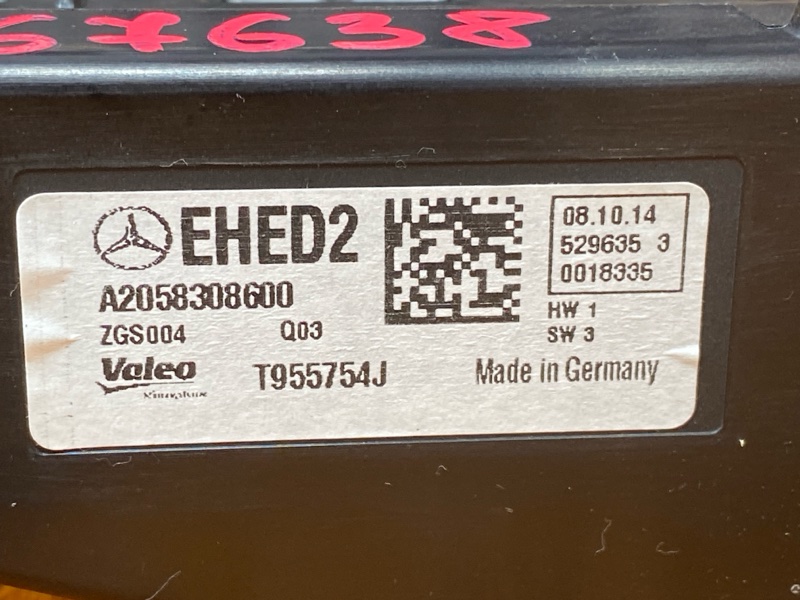 67638
EHED2
A2058308600
ZGS004 Q03
Valeo
T955754J
08.10.14
529635 3
0018335
HW 1
SW 3
Made in Germany